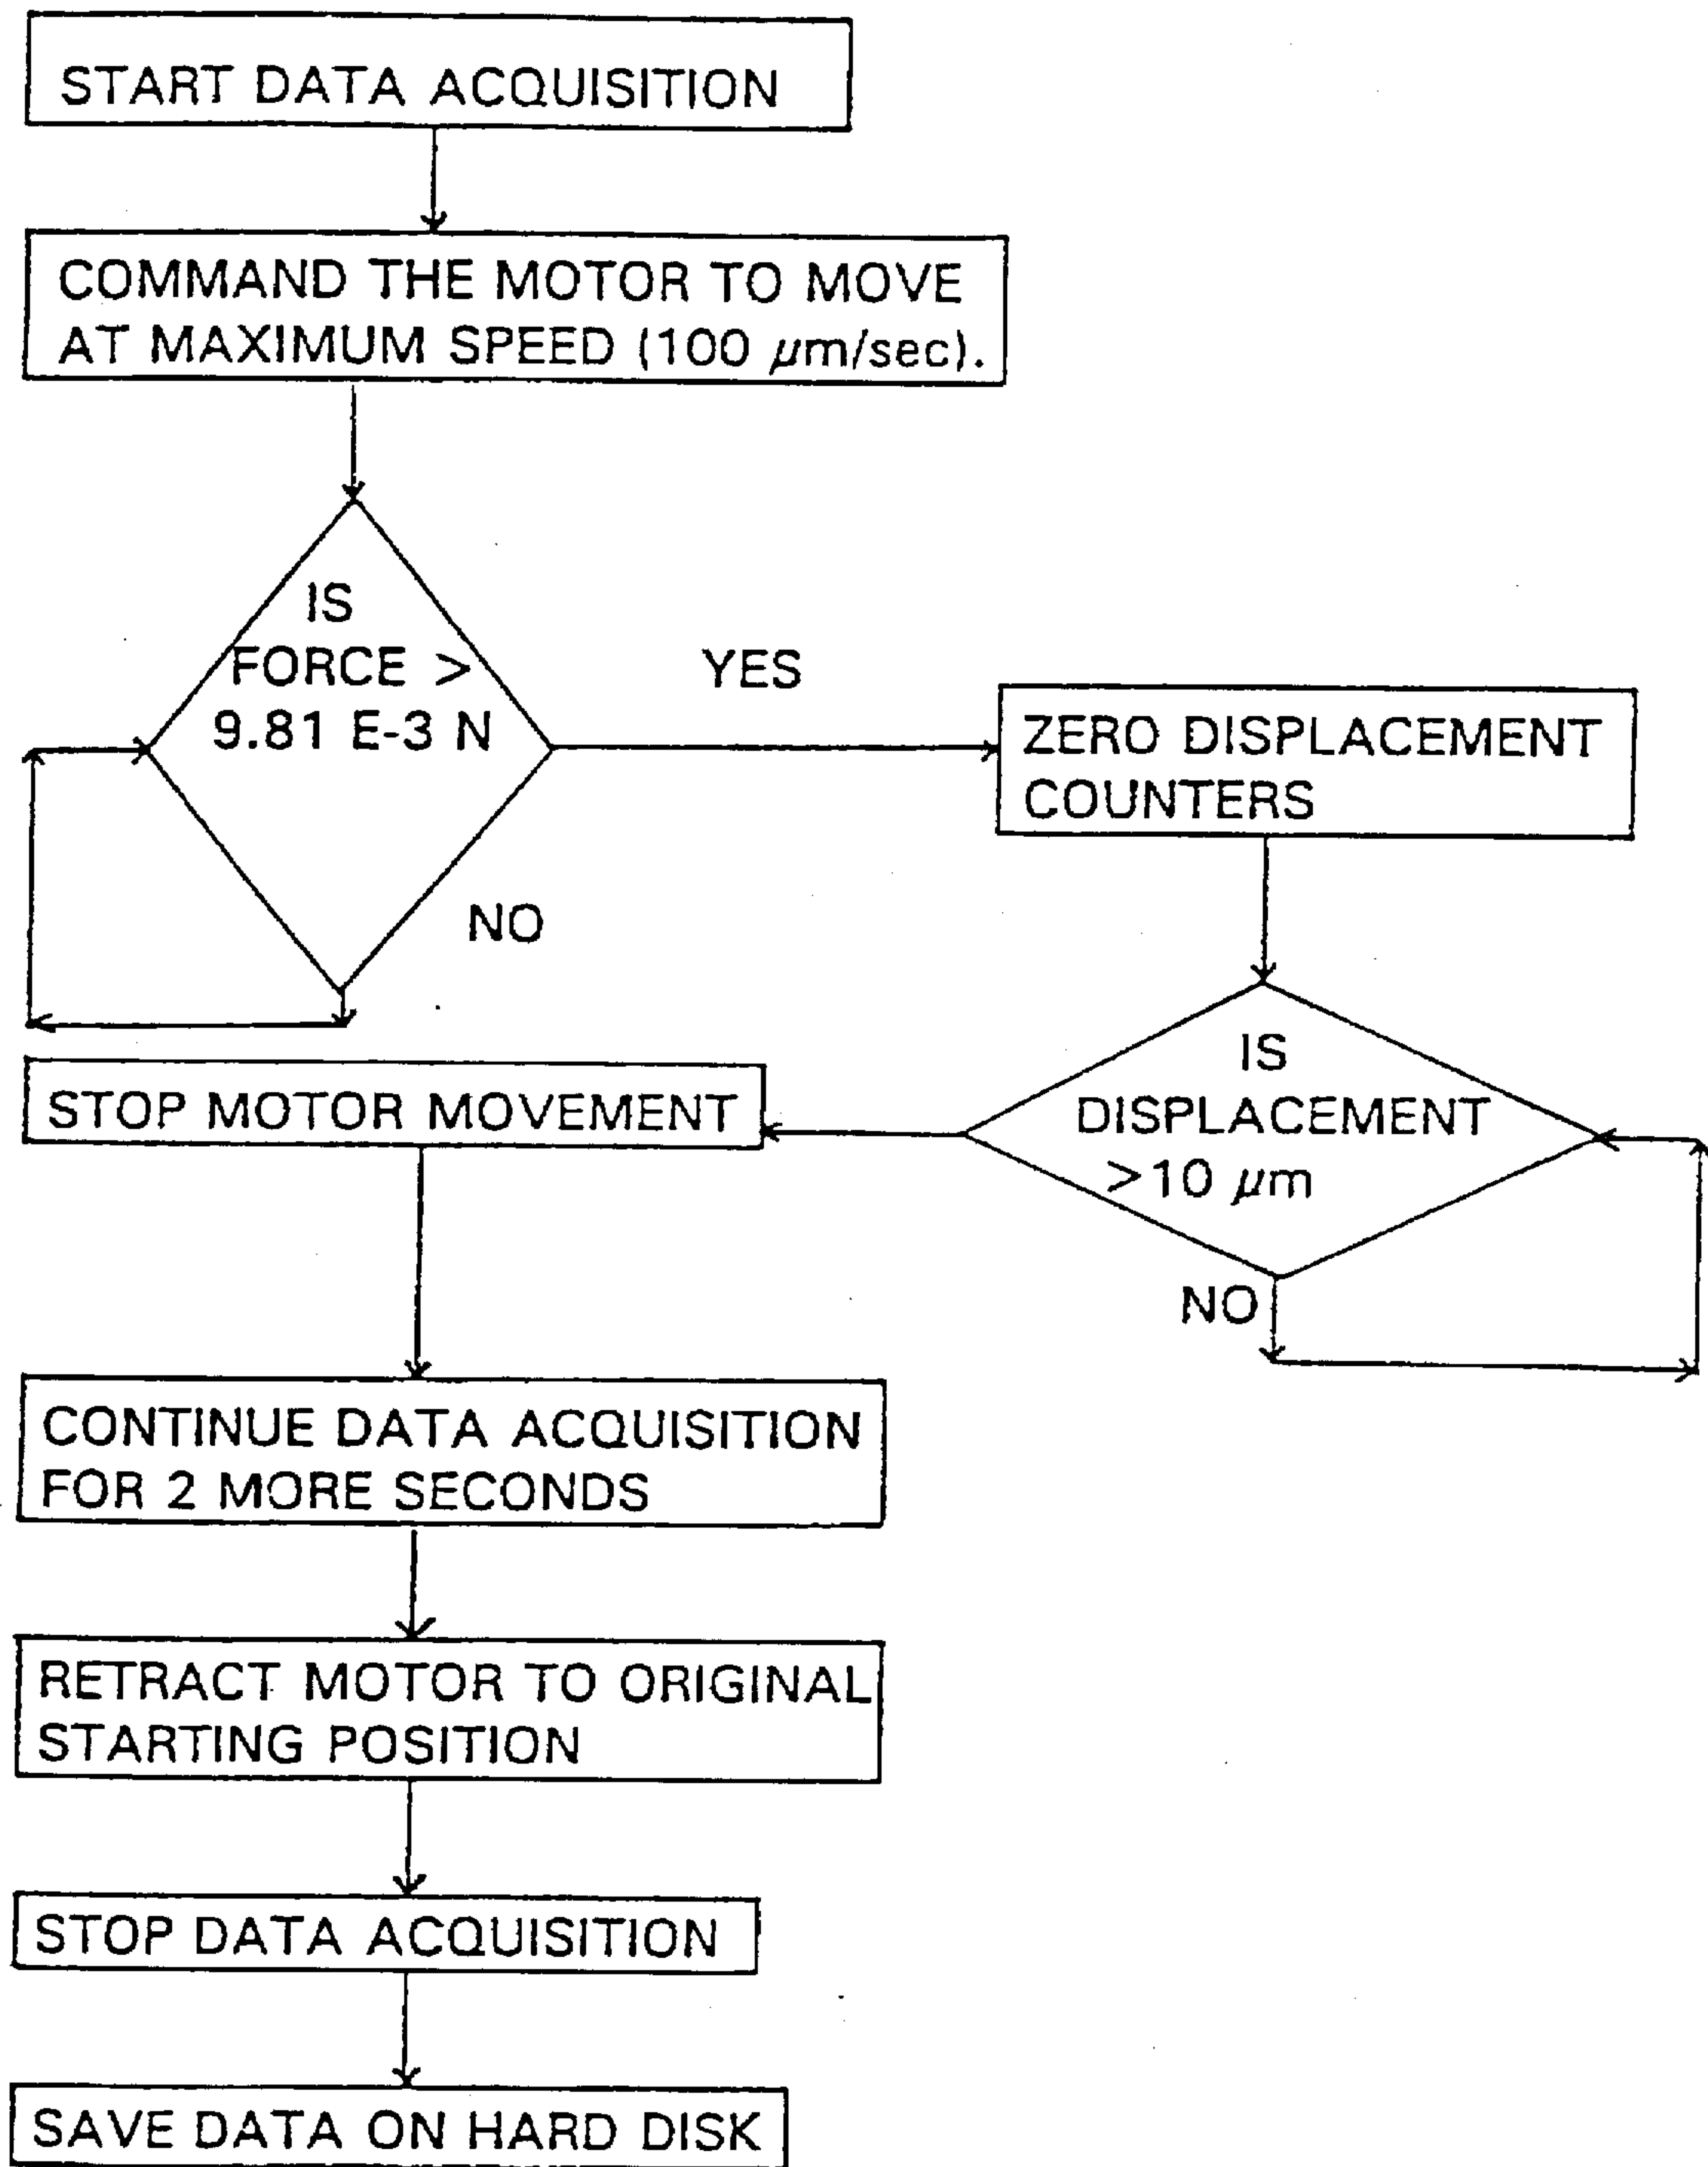 START DATA ACQUISITION
COMMAND THE MOTOR TO MOVE
AT MAXIMUM SPEED (100 μm/sec).
IS
FORCE >
9.81 E-3 N
YES
NO
ZERO DISPLACEMENT
COUNTERS
IS
DISPLACEMENT
>10 μm
NO
STOP MOTOR MOVEMENT
CONTINUE DATA ACQUISITION
FOR 2 MORE SECONDS
RETRACT MOTOR TO ORIGINAL
STARTING POSITION
STOP DATA ACQUISITION
SAVE DATA ON HARD DISK